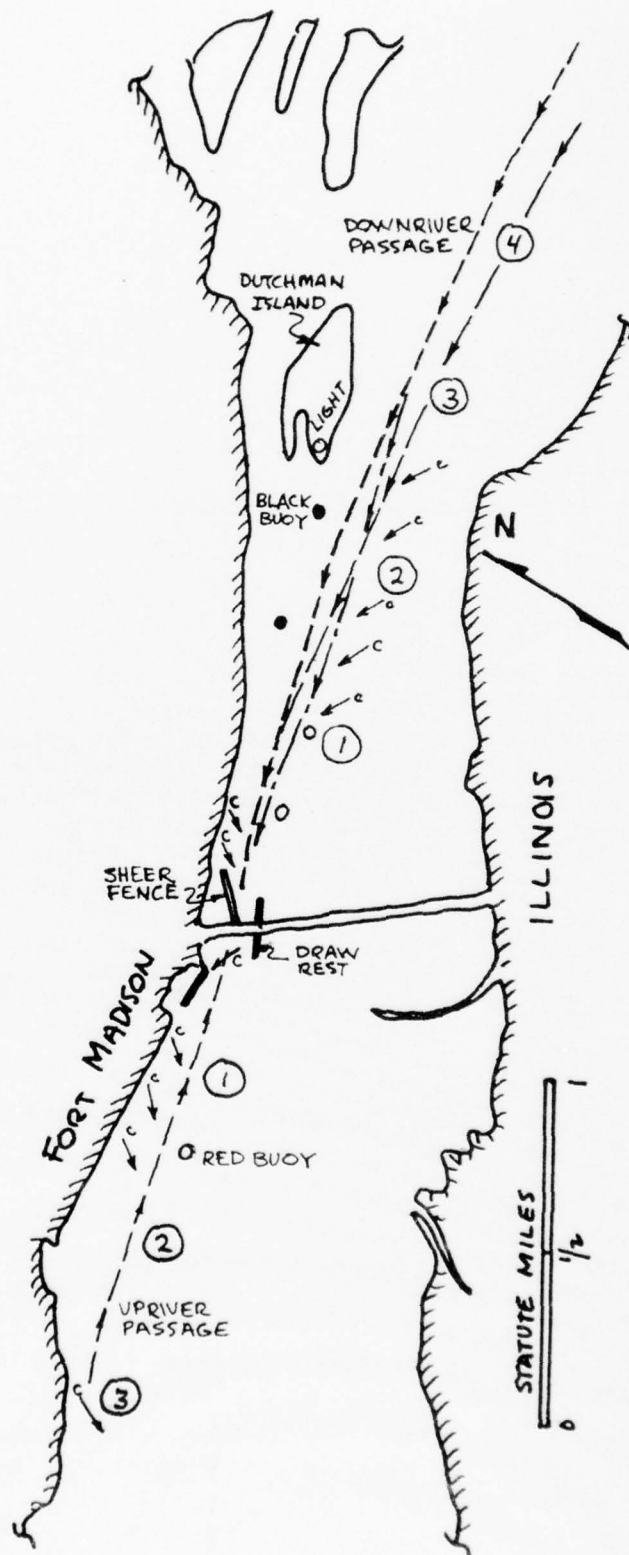 DOWNRIVER
PASSAGE
4
DUTCHMAN
ISLAND
3
LIGHT
c
BLACK
BUOY
N
c
2
c
c
c
1
c
c
ILLINOIS
SHEER
FENCE
c
DRAW
REST
FORT MADISON
c
1
c
c
RED BUOY
2
UPRIVER
PASSAGE
c
3
STATUTE MILES
1
1/2
0